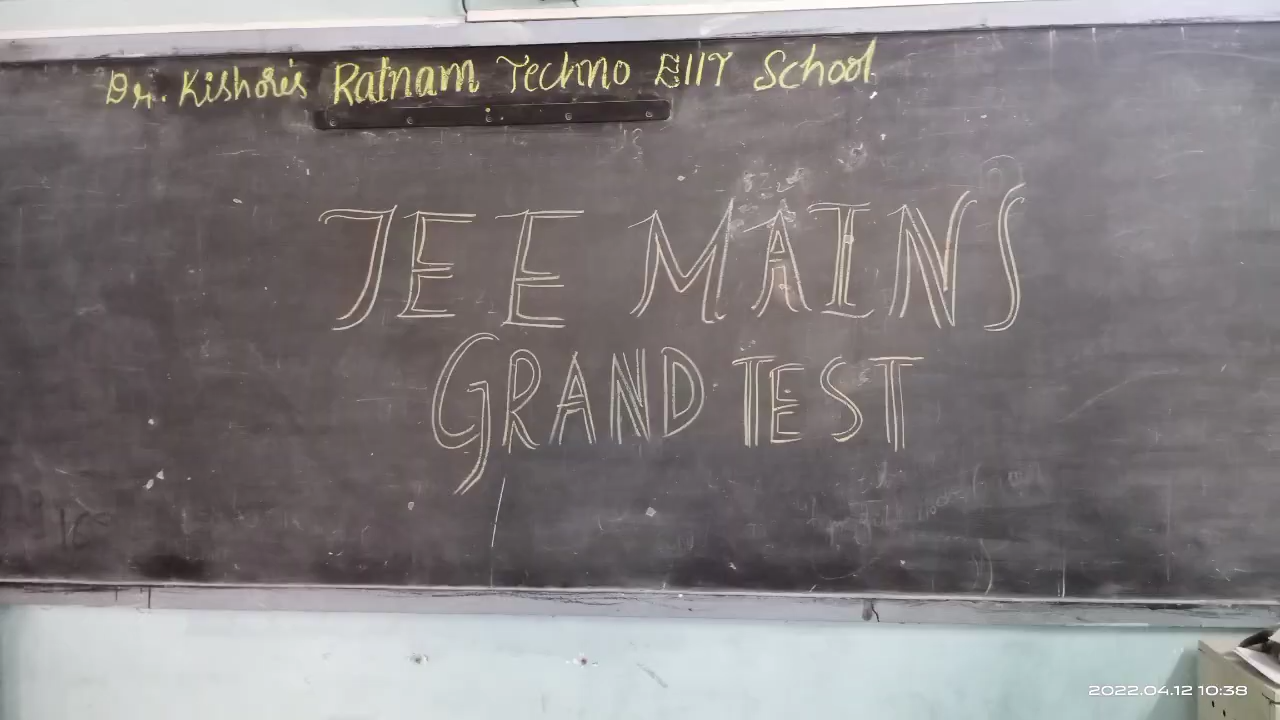 Dr. Kishore's Ratnam Techno EIIT School
JEE MAINS
GRAND TEST
2022.04.12 10:38